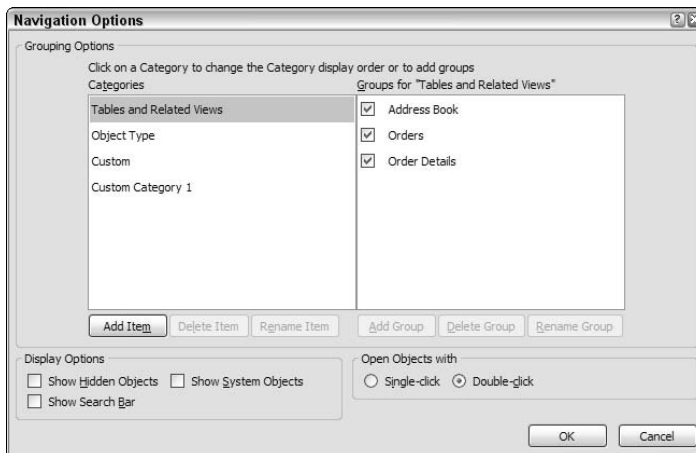 Navigation Options
Grouping Options
Click on a Category to change the Category display order or to add groups
Categories
Groups for "Tables and Related Views"
Tables and Related Views
Address Book
Object Type
Orders
Custom
Order Details
Custom Category 1
Add Item
Delete Item
Rename Item
Add Group
Delete Group
Rename Group
Display Options
Open Objects with
Show Hidden Objects
Show System Objects
Single-click
Double-click
Show Search Bar
OK
Cancel